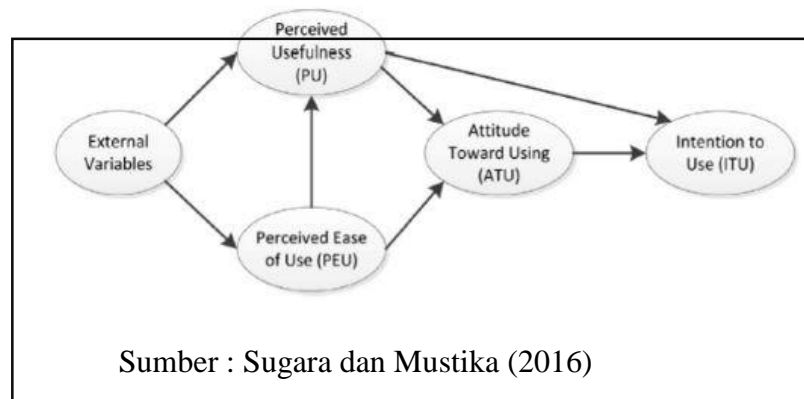 Perceived
Usefulness
(PU)
External
Variables
Attitude
Toward Using
(ATU)
Intention to
Use (ITU)
Perceived Ease
of Use (PEU)
Sumber : Sugara dan Mustika (2016)